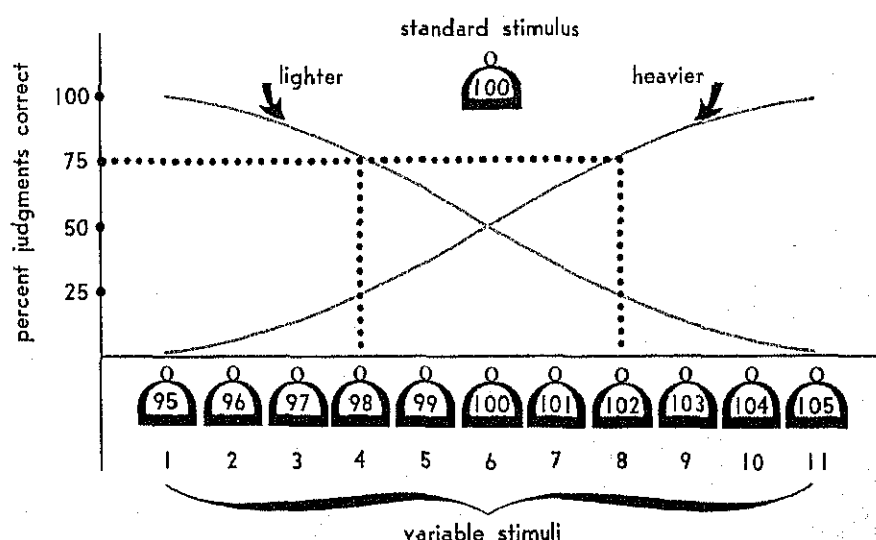 standard stimulus
100
lighter
heavier
percent judgments correct
100
75
50
25
95 96 97 98 99 100 101 102 103 104 105
1 2 3 4 5 6 7 8 9 10 11
variable stimuli